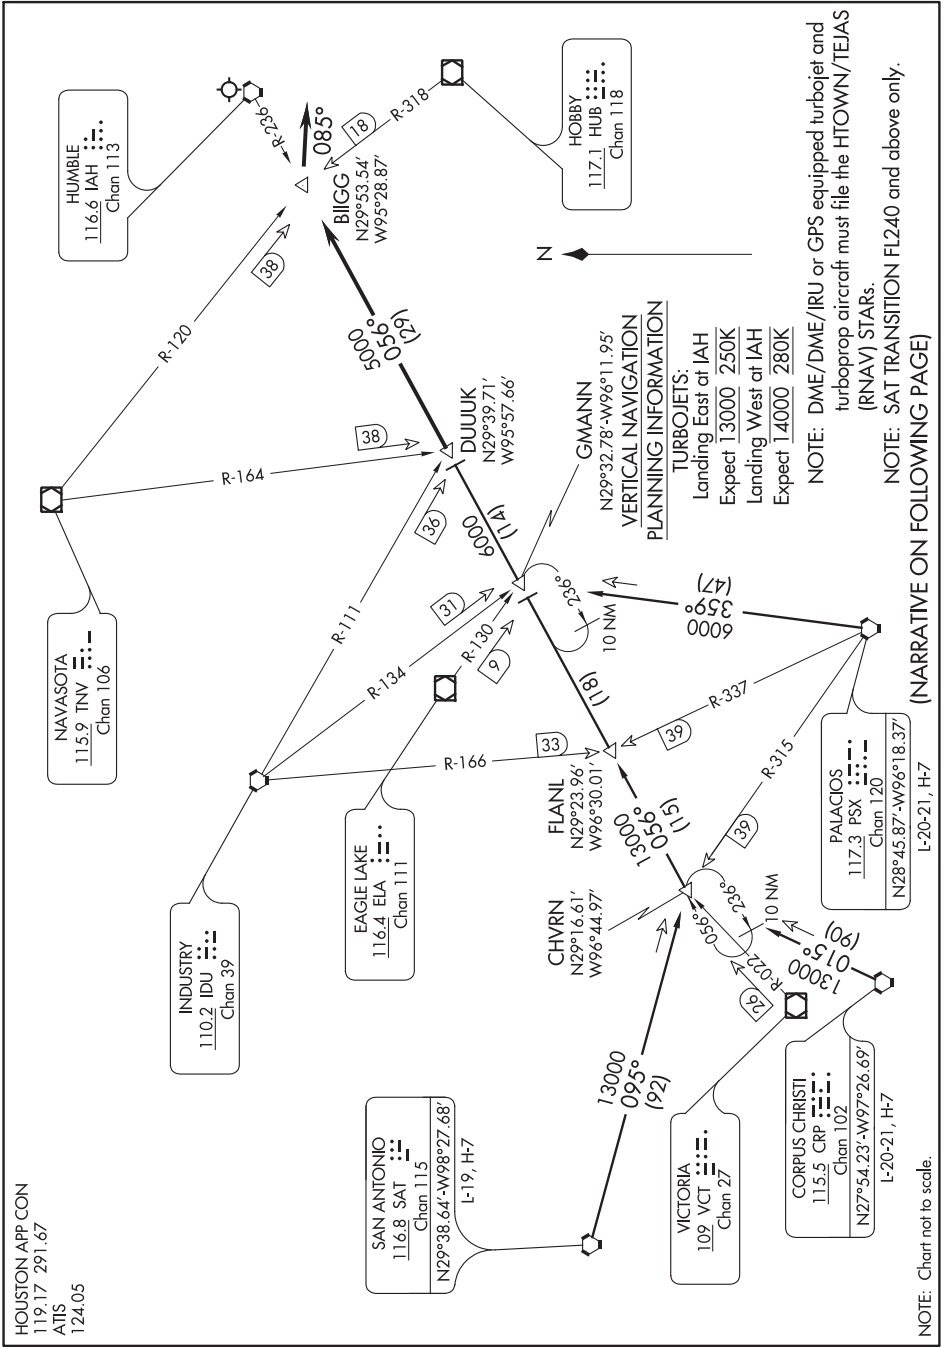 HOUSTON APP CON
119.17 291.67
ATIS
124.05
SAN ANTONIO
116.8 SAT
Chan 115
N29°38.64'-W98°27.68'
L-19, H-7
13000
095°
(92)
VICTORIA
109 VCT
Chan 27
CORPUS CHRISTI
115.5 CRP
Chan 102
N27°54.23'-W97°26.69'
L-20-21, H-7
NOTE: Chart not to scale.
INDUSTRY
110.2 IDU
Chan 39
EAGLE LAKE
116.4 ELA
Chan 111
CHVRN
N29°16.61'
W96°44.97'
R-022
26
056°
236°
10 NM
13000
015°
(90)
R-315
39
13000
056°
(15)
FLANL
N29°23.96'
W96°30.01'
R-166
33
R-337
39
PALACIOS
117.3 PSX
Chan 120
N28°45.87'-W96°18.37'
L-20-21, H-7
NAVASOTA
115.9 TNV
Chan 106
R-111
36
R-134
31
R-130
9
(18)
236°
10 NM
6000
359°
(47)
GMANN
N29°32.78'-W96°11.95'
6000
(14)
R-164
38
DUUUK
N29°39.71'
W95°57.66'
5000
056°
(29)
R-120
38
HUMBLE
116.6 IAH
Chan 113
R-236
085°
BIIGG
N29°53.54'
W95°28.87'
18
R-318
HOBBY
117.1 HUB
Chan 118
N
VERTICAL NAVIGATION
PLANNING INFORMATION
TURBOJETS:
Landing East at IAH
Expect 13000 250K
Landing West at IAH
Expect 14000 280K
NOTE: DME/DME/IRU or GPS equipped turbojet and
turboprop aircraft must file the HTOWN/TEJAS
(RNAV) STARs.
NOTE: SAT TRANSITION FL240 and above only.
(NARRATIVE ON FOLLOWING PAGE)